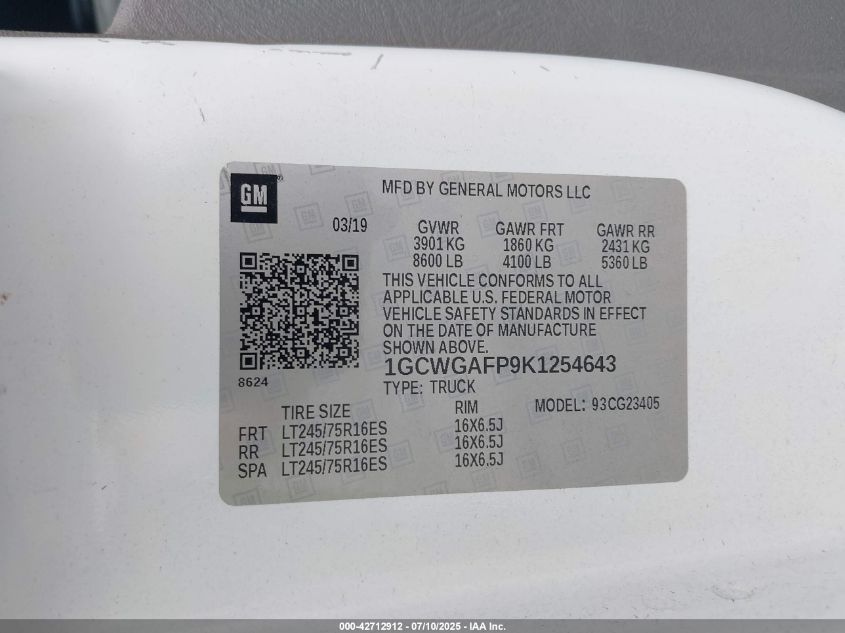 GM
®
MFD BY GENERAL MOTORS LLC
03/19
GVWR GAWR FRT GAWR RR
3901 KG 1860 KG 2431 KG
8600 LB 4100 LB 5360 LB
THIS VEHICLE CONFORMS TO ALL
APPLICABLE U.S. FEDERAL MOTOR
VEHICLE SAFETY STANDARDS IN EFFECT
ON THE DATE OF MANUFACTURE
SHOWN ABOVE.
8624
1GCWGAFP9K1254643
TYPE: TRUCK
TIRE SIZE RIM MODEL: 93CG23405
FRT LT245/75R16ES 16X6.5J
RR LT245/75R16ES 16X6.5J
SPA LT245/75R16ES 16X6.5J
000-42712912 - 07/10/2025 - IAA Inc.